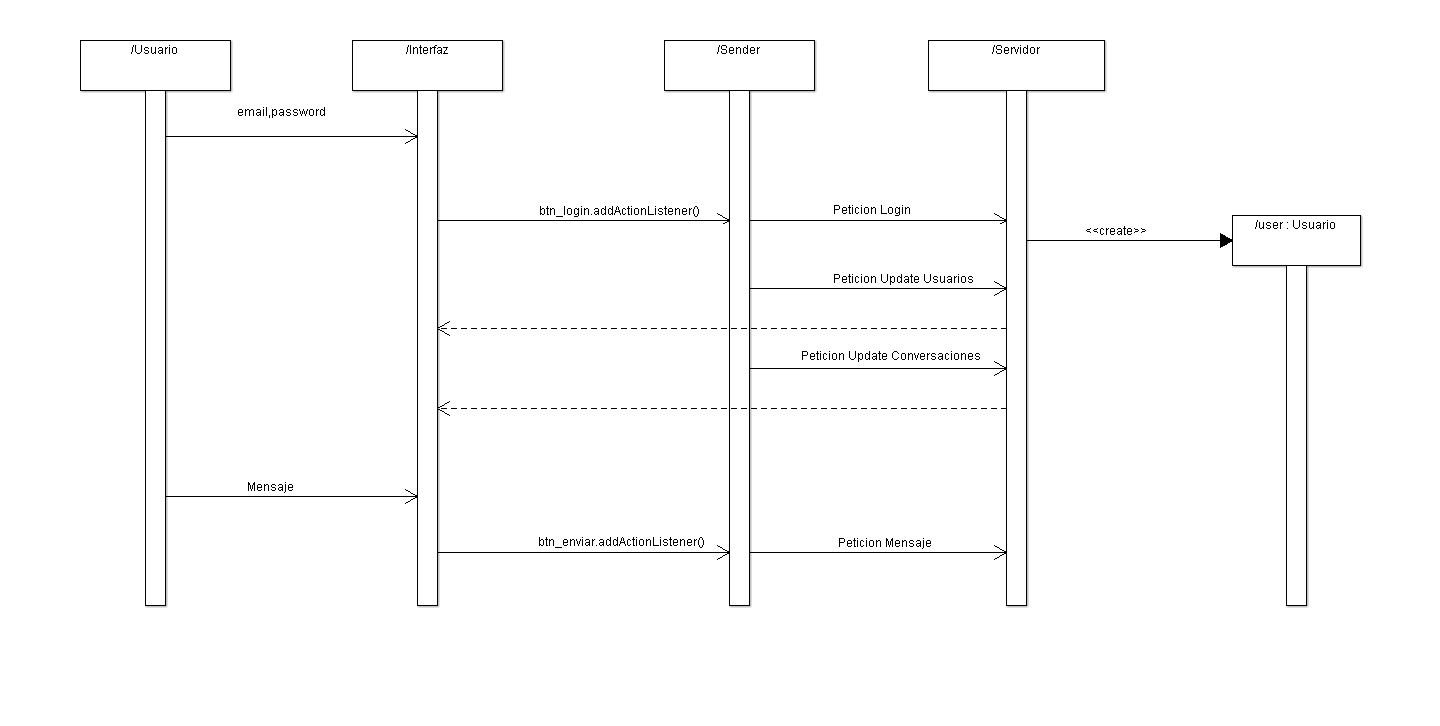 /Usuario
/Interfaz
/Sender
/Servidor
email,password
btn_login.addActionListener()
Peticion Login
/user : Usuario
<<create>>
Peticion Update Usuarios
Peticion Update Conversaciones
Mensaje
btn_enviar.addActionListener()
Peticion Mensaje